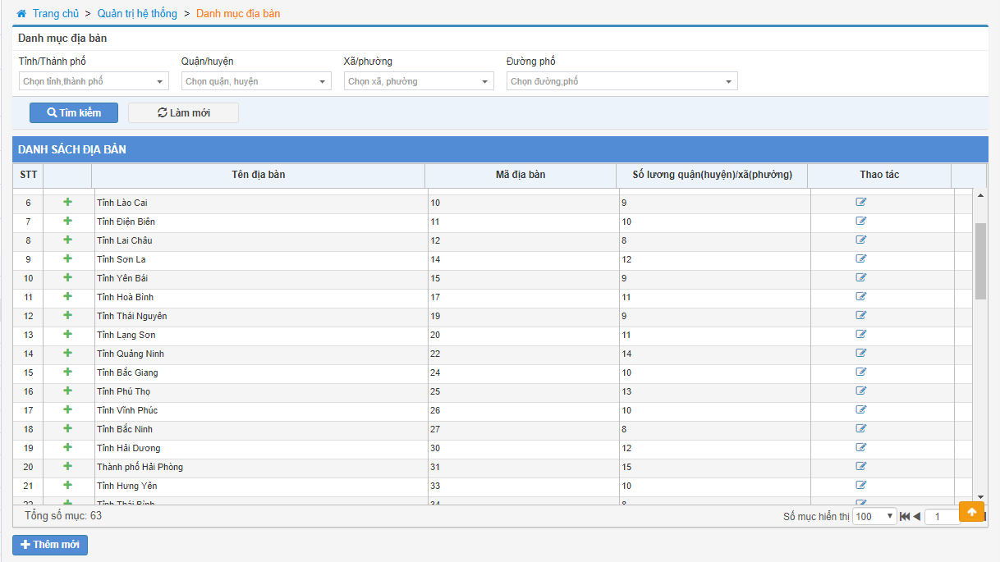 Trang chủ > Quản trị hệ thống > Danh mục địa bàn
Danh mục địa bàn
Tỉnh/Thành phố Quận/huyện Xã/phường Đường phố
Chọn tỉnh,thành phố Chọn quận, huyện Chọn xã, phường Chọn đường,phố
Tìm kiếm Làm mới
DANH SÁCH ĐỊA BÀN
STT Tên địa bàn Mã địa bàn Số lương quận(huyện)/xã(phường) Thao tác
6 Tỉnh Lào Cai 10 9
7 Tỉnh Điện Biên 11 10
8 Tỉnh Lai Châu 12 8
9 Tỉnh Sơn La 14 12
10 Tỉnh Yên Bái 15 9
11 Tỉnh Hoà Bình 17 11
12 Tỉnh Thái Nguyên 19 9
13 Tỉnh Lạng Sơn 20 11
14 Tỉnh Quảng Ninh 22 14
15 Tỉnh Bắc Giang 24 10
16 Tỉnh Phú Thọ 25 13
17 Tỉnh Vĩnh Phúc 26 10
18 Tỉnh Bắc Ninh 27 8
19 Tỉnh Hải Dương 30 12
20 Thành phố Hải Phòng 31 15
21 Tỉnh Hưng Yên 33 10
22 Tỉnh Thái Bình 34 8
Tổng số mục: 63 Số mục hiển thị 100 1
Thêm mới